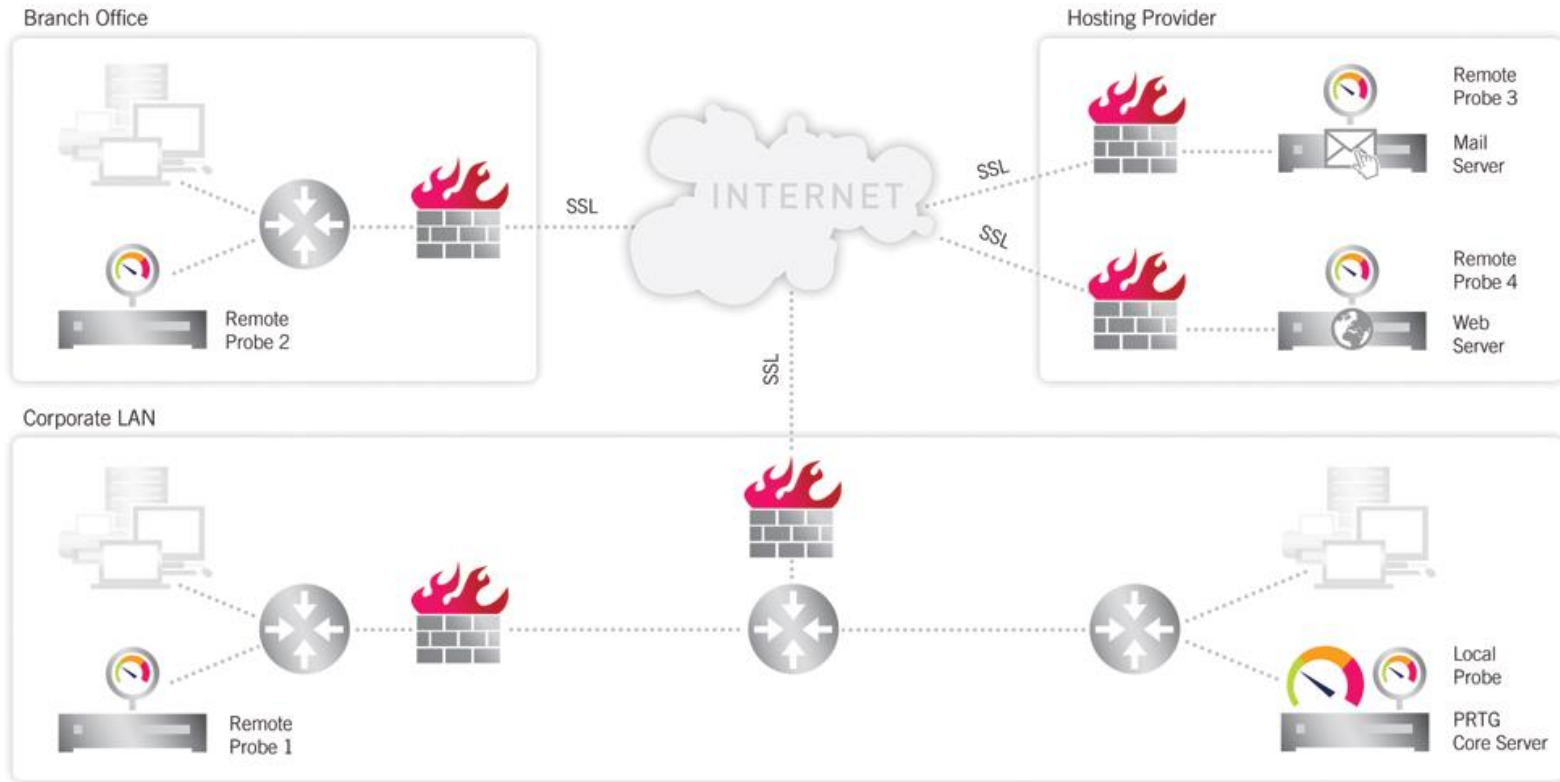 Branch Office
Remote
Probe 2
SSL
INTERNET
SSL
SSL
SSL
Hosting Provider
Remote
Probe 3
Mail
Server
Remote
Probe 4
Web
Server
Corporate LAN
Remote
Probe 1
Local
Probe
PRTG
Core Server